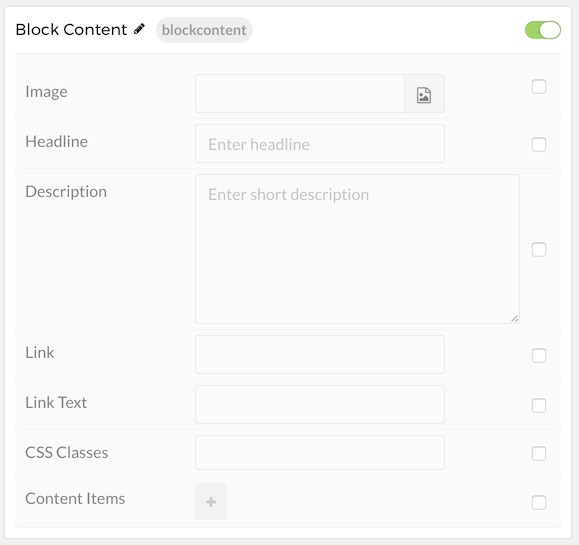 Block Content blockcontent
Image
Headline Enter headline
Description Enter short description
Link
Link Text
CSS Classes
Content Items +